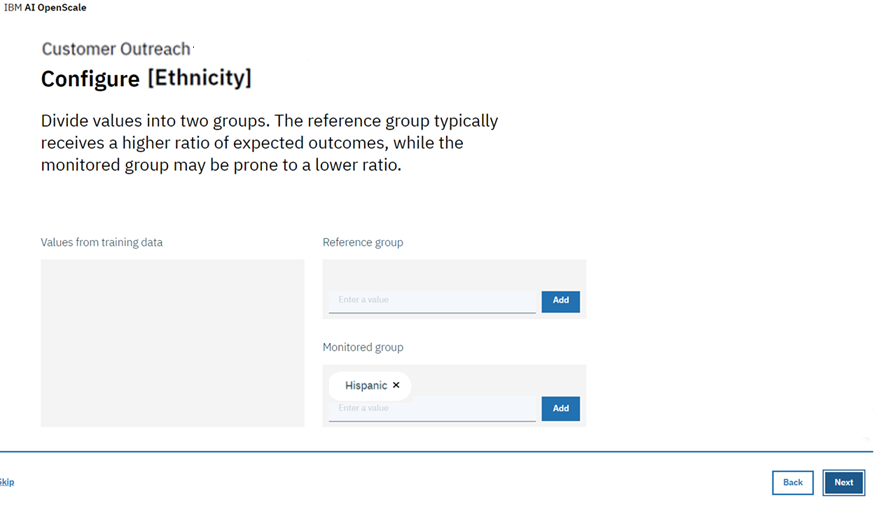 IBM AI OpenScale
Customer Outreach
Configure [Ethnicity]
Divide values into two groups. The reference group typically
receives a higher ratio of expected outcomes, while the
monitored group may be prone to a lower ratio.
Values from training data
Reference group
Enter a value
Add
Monitored group
Hispanic ×
Enter a value
Add
Skip
Back
Next